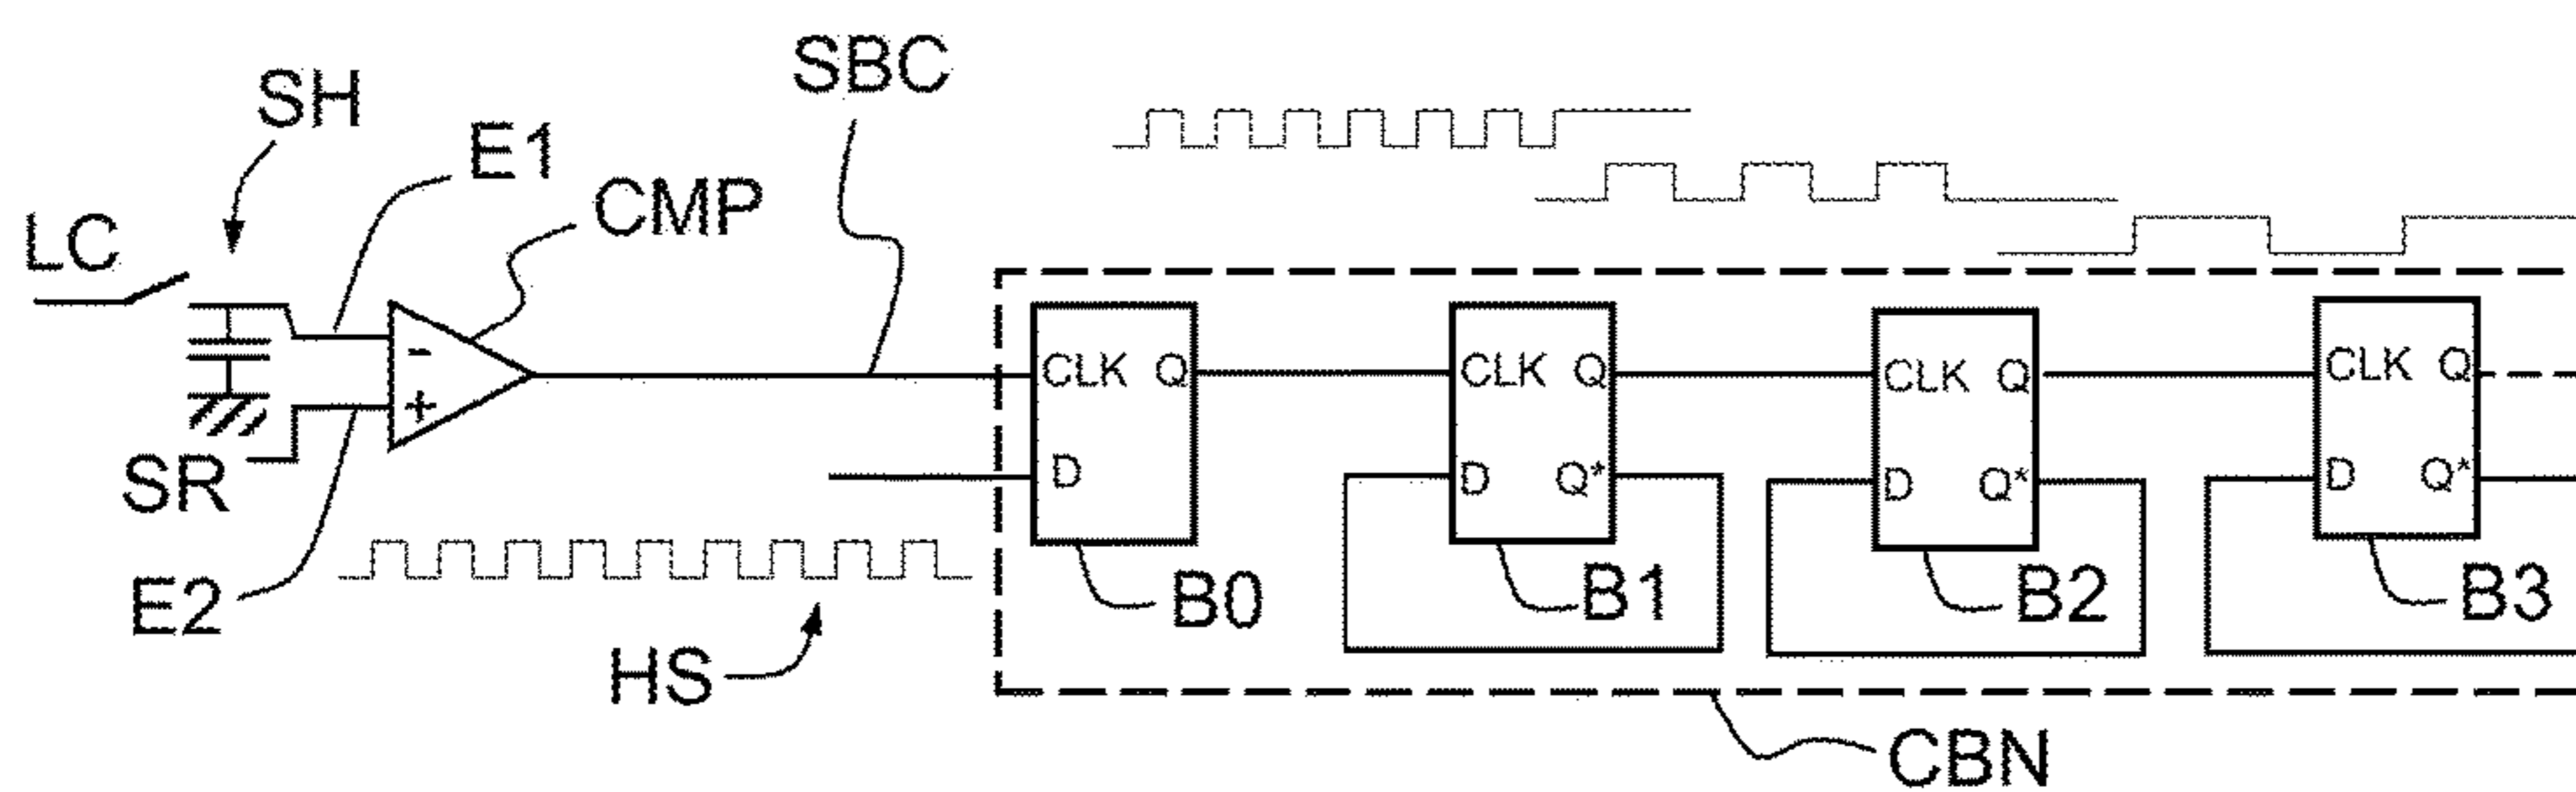 SBC
SH
E1
CMP
LC
-
+
CLK Q
D
CLK Q
D Q*
CLK Q
D Q*
CLK Q
D Q*
SR
E2
HS
B0
B1
B2
B3
CBN